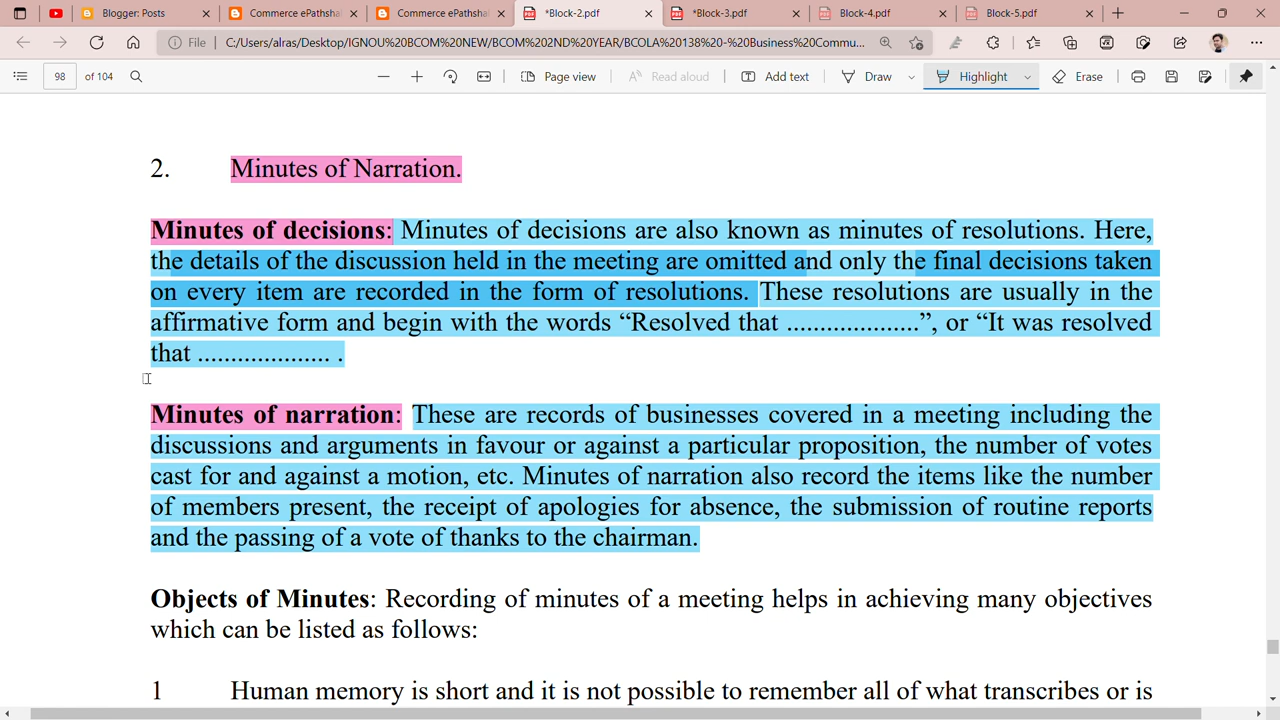 Blogger: Posts
Commerce ePathshal
Commerce ePathshal
*Block-2.pdf
*Block-3.pdf
Block-4.pdf
Block-5.pdf
File
C:/Users/alras/Desktop/IGNOU%20BCOM%20NEW/BCOM%202ND%20YEAR/BCOLA%20138%20-%20Business%20Commu...
98 of 104
Page view
Read aloud
Add text
Draw
Highlight
Erase
2. Minutes of Narration.
Minutes of decisions: Minutes of decisions are also known as minutes of resolutions. Here,
the details of the discussion held in the meeting are omitted and only the final decisions taken
on every item are recorded in the form of resolutions. These resolutions are usually in the
affirmative form and begin with the words “Resolved that ....................”, or “It was resolved
that .................... .
Minutes of narration: These are records of businesses covered in a meeting including the
discussions and arguments in favour or against a particular proposition, the number of votes
cast for and against a motion, etc. Minutes of narration also record the items like the number
of members present, the receipt of apologies for absence, the submission of routine reports
and the passing of a vote of thanks to the chairman.
Objects of Minutes: Recording of minutes of a meeting helps in achieving many objectives
which can be listed as follows:
1 Human memory is short and it is not possible to remember all of what transcribes or is